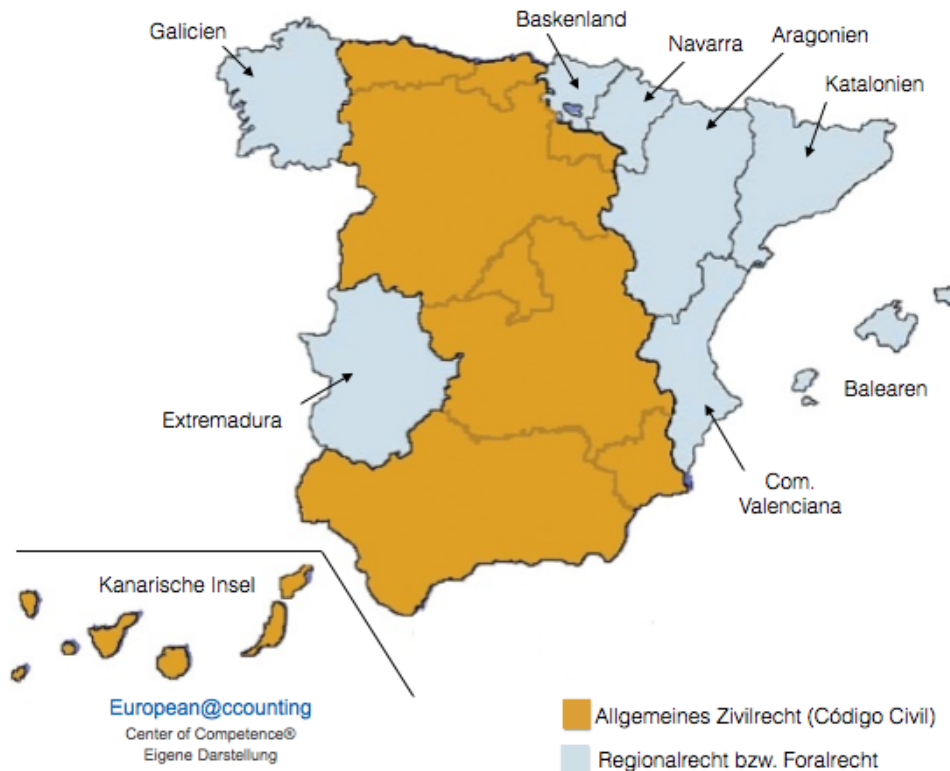 Galicien
Baskenland
Navarra
Aragonien
Katalonien
Extremadura
Balearen
Com.
Valenciana
Kanarische Insel
European@ccounting
Center of Competence®
Eigene Darstellung
Allgemeines Zivilrecht (Código Civil)
Regionalrecht bzw. Foralrecht